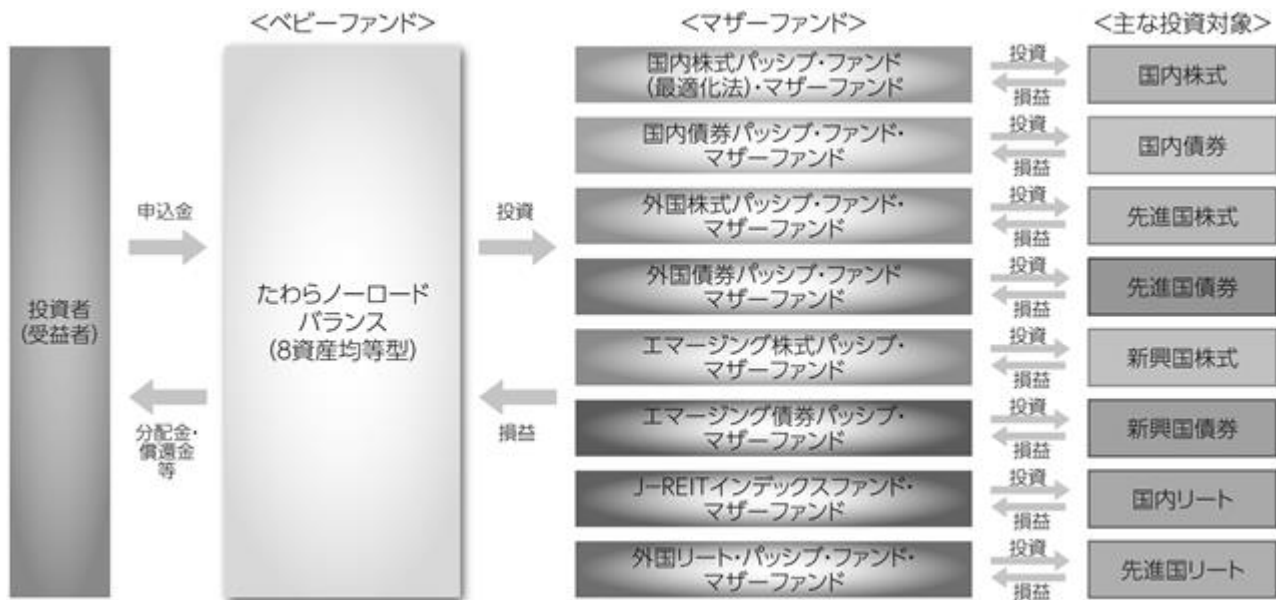 <ベビーファンド>
<マザーファンド>
<主な投資対象>
投資者
(受益者)
申込金
分配金・
償還金
等
たわらノーロード
バランス
(8資産均等型)
投資
損益
国内株式パッシブ・ファンド
(最適化法)・マザーファンド
投資
損益
国内株式
国内債券パッシブ・ファンド・
マザーファンド
投資
損益
国内債券
外国株式パッシブ・ファンド・
マザーファンド
投資
損益
先進国株式
外国債券パッシブ・ファンド
マザーファンド
投資
損益
先進国債券
エマージング株式パッシブ・
マザーファンド
投資
損益
新興国株式
エマージング債券パッシブ・
マザーファンド
投資
損益
新興国債券
J-REITインデックスファンド・
マザーファンド
投資
損益
国内リート
外国リート・パッシブ・ファンド・
マザーファンド
投資
損益
先進国リート